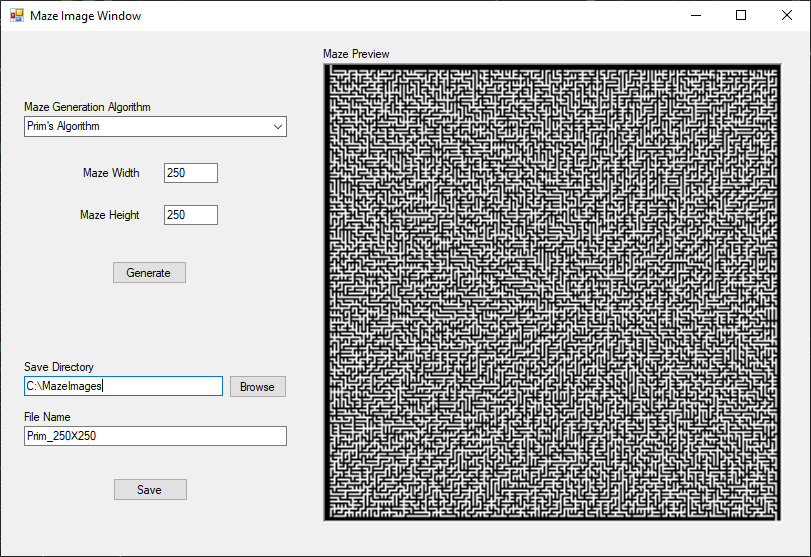 Maze Image Window
Maze Preview
Maze Generation Algorithm
Prim's Algorithm
Maze Width 250
Maze Height 250
Generate
Save Directory
C:\MazeImages
Browse
File Name
Prim_250X250
Save